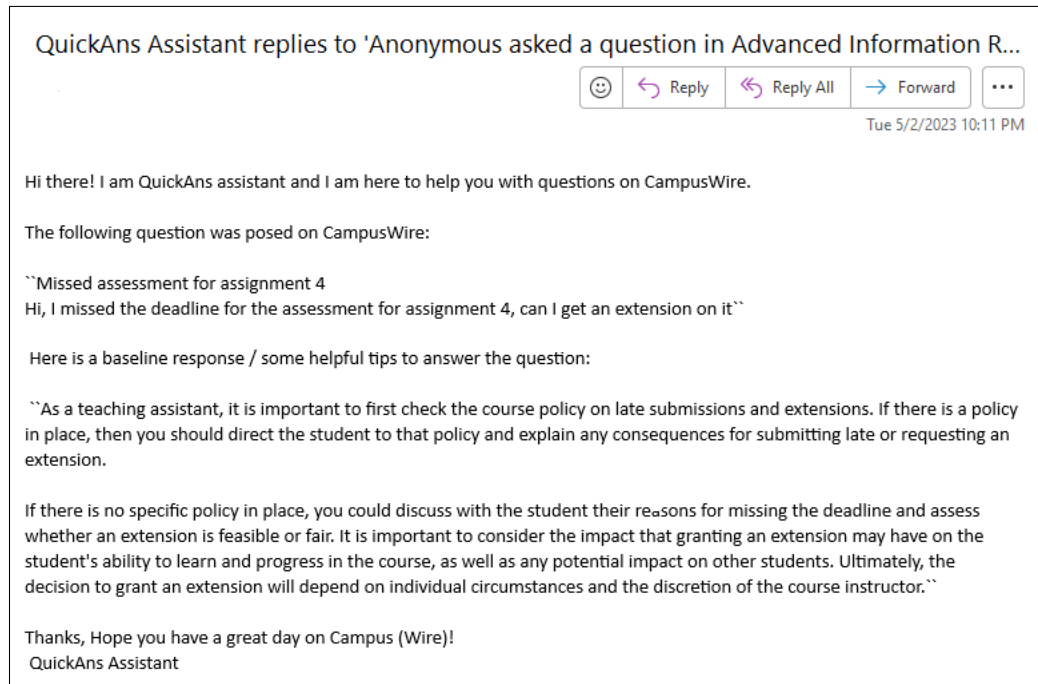 QuickAns Assistant replies to 'Anonymous asked a question in Advanced Information R...
Reply
Reply All
Forward
Tue 5/2/2023 10:11 PM
Hi there! I am QuickAns assistant and I am here to help you with questions on CampusWire.
The following question was posed on CampusWire:
``Missed assessment for assignment 4
Hi, I missed the deadline for the assessment for assignment 4, can I get an extension on it``
Here is a baseline response / some helpful tips to answer the question:
``As a teaching assistant, it is important to first check the course policy on late submissions and extensions. If there is a policy
in place, then you should direct the student to that policy and explain any consequences for submitting late or requesting an
extension.
If there is no specific policy in place, you could discuss with the student their reasons for missing the deadline and assess
whether an extension is feasible or fair. It is important to consider the impact that granting an extension may have on the
student's ability to learn and progress in the course, as well as any potential impact on other students. Ultimately, the
decision to grant an extension will depend on individual circumstances and the discretion of the course instructor.``
Thanks, Hope you have a great day on Campus (Wire)!
QuickAns Assistant